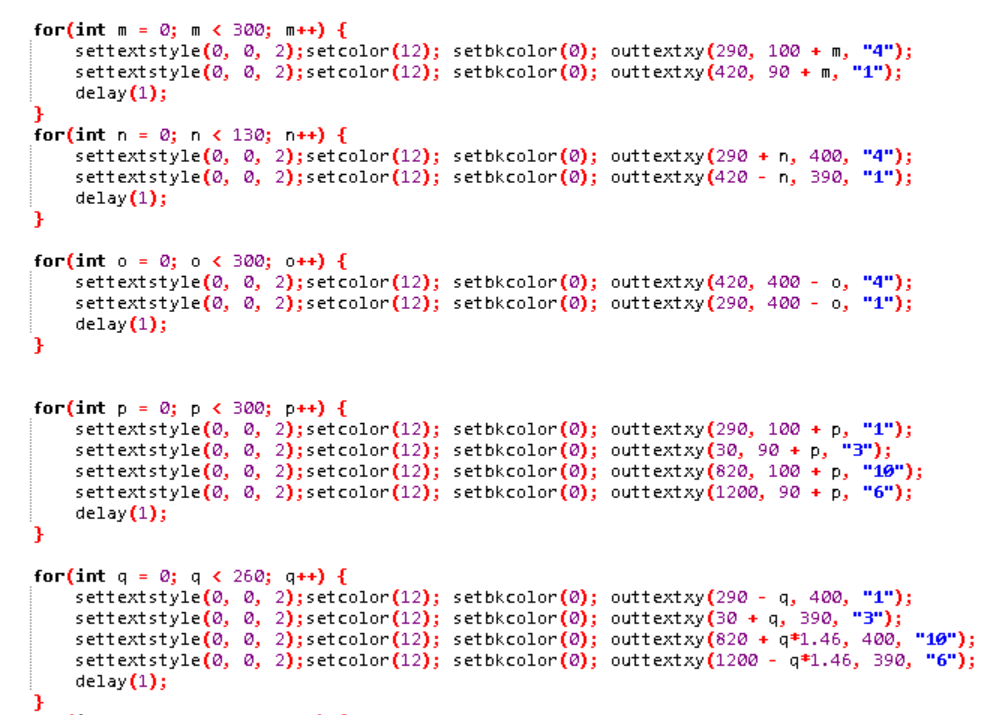 for(int m = 0; m < 300; m++) {
settextstyle(0, 0, 2);setcolor(12); setbkcolor(0); outtextxy(290, 100 + m, "4");
settextstyle(0, 0, 2);setcolor(12); setbkcolor(0); outtextxy(420, 90 + m, "1");
delay(1);
}
for(int n = 0; n < 130; n++) {
settextstyle(0, 0, 2);setcolor(12); setbkcolor(0); outtextxy(290 + n, 400, "4");
settextstyle(0, 0, 2);setcolor(12); setbkcolor(0); outtextxy(420 - n, 390, "1");
delay(1);
}
for(int o = 0; o < 300; o++) {
settextstyle(0, 0, 2);setcolor(12); setbkcolor(0); outtextxy(420, 400 - o, "4");
settextstyle(0, 0, 2);setcolor(12); setbkcolor(0); outtextxy(290, 400 - o, "1");
delay(1);
}
for(int p = 0; p < 300; p++) {
settextstyle(0, 0, 2);setcolor(12); setbkcolor(0); outtextxy(290, 100 + p, "1");
settextstyle(0, 0, 2);setcolor(12); setbkcolor(0); outtextxy(30, 90 + p, "3");
settextstyle(0, 0, 2);setcolor(12); setbkcolor(0); outtextxy(820, 100 + p, "10");
settextstyle(0, 0, 2);setcolor(12); setbkcolor(0); outtextxy(1200, 90 + p, "6");
delay(1);
}
for(int q = 0; q < 260; q++) {
settextstyle(0, 0, 2);setcolor(12); setbkcolor(0); outtextxy(290 - q, 400, "1");
settextstyle(0, 0, 2);setcolor(12); setbkcolor(0); outtextxy(30 + q, 390, "3");
settextstyle(0, 0, 2);setcolor(12); setbkcolor(0); outtextxy(820 + q*1.46, 400, "10");
settextstyle(0, 0, 2);setcolor(12); setbkcolor(0); outtextxy(1200 - q*1.46, 390, "6");
delay(1);
}